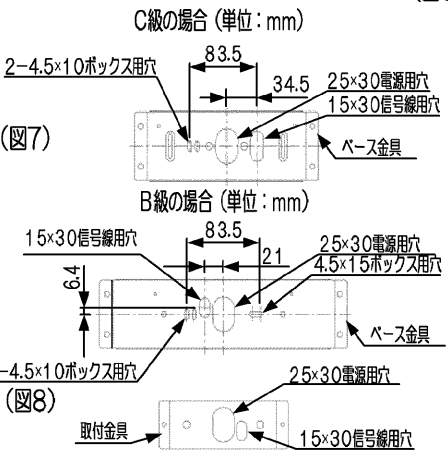 C級の場合（単位：mm）
83.5
2-4.5×10ボックス用穴
34.5
25×30電源用穴
15×30信号線用穴
(図7)
ベース金具
B級の場合（単位：mm）
83.5
15×30信号線用穴
21
25×30電源用穴
4.5×15ボックス用穴
6.4
ベース金具
-4.5×10ボックス用穴
25×30電源用穴
(図8)
取付金具
15×30信号線用穴